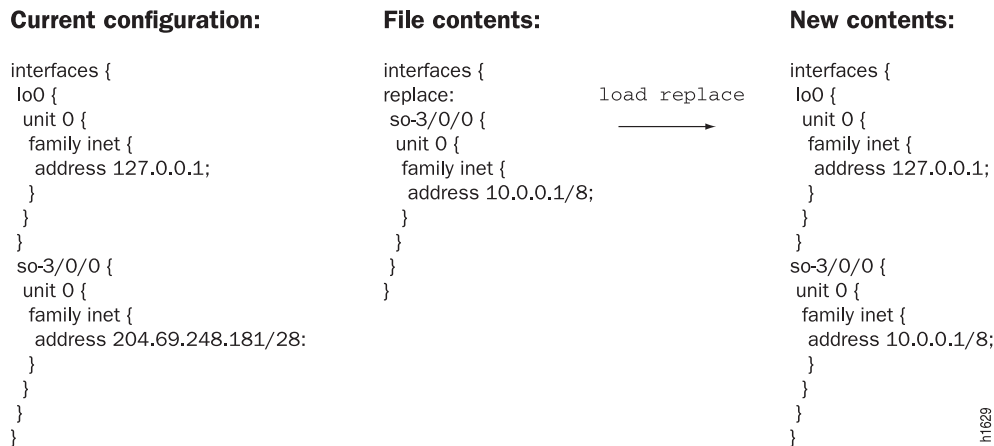 Current configuration:
interfaces {
lo0 {
unit 0 {
family inet {
address 127.0.0.1;
}
}
}
so-3/0/0 {
unit 0 {
family inet {
address 204.69.248.181/28:
}
}
}
}
File contents:
interfaces {
replace:
so-3/0/0 {
unit 0 {
family inet {
address 10.0.0.1/8;
}
}
}
}
load replace
New contents:
interfaces {
lo0 {
unit 0 {
family inet {
address 127.0.0.1;
}
}
}
so-3/0/0 {
unit 0 {
family inet {
address 10.0.0.1/8;
}
}
}
}
h1629